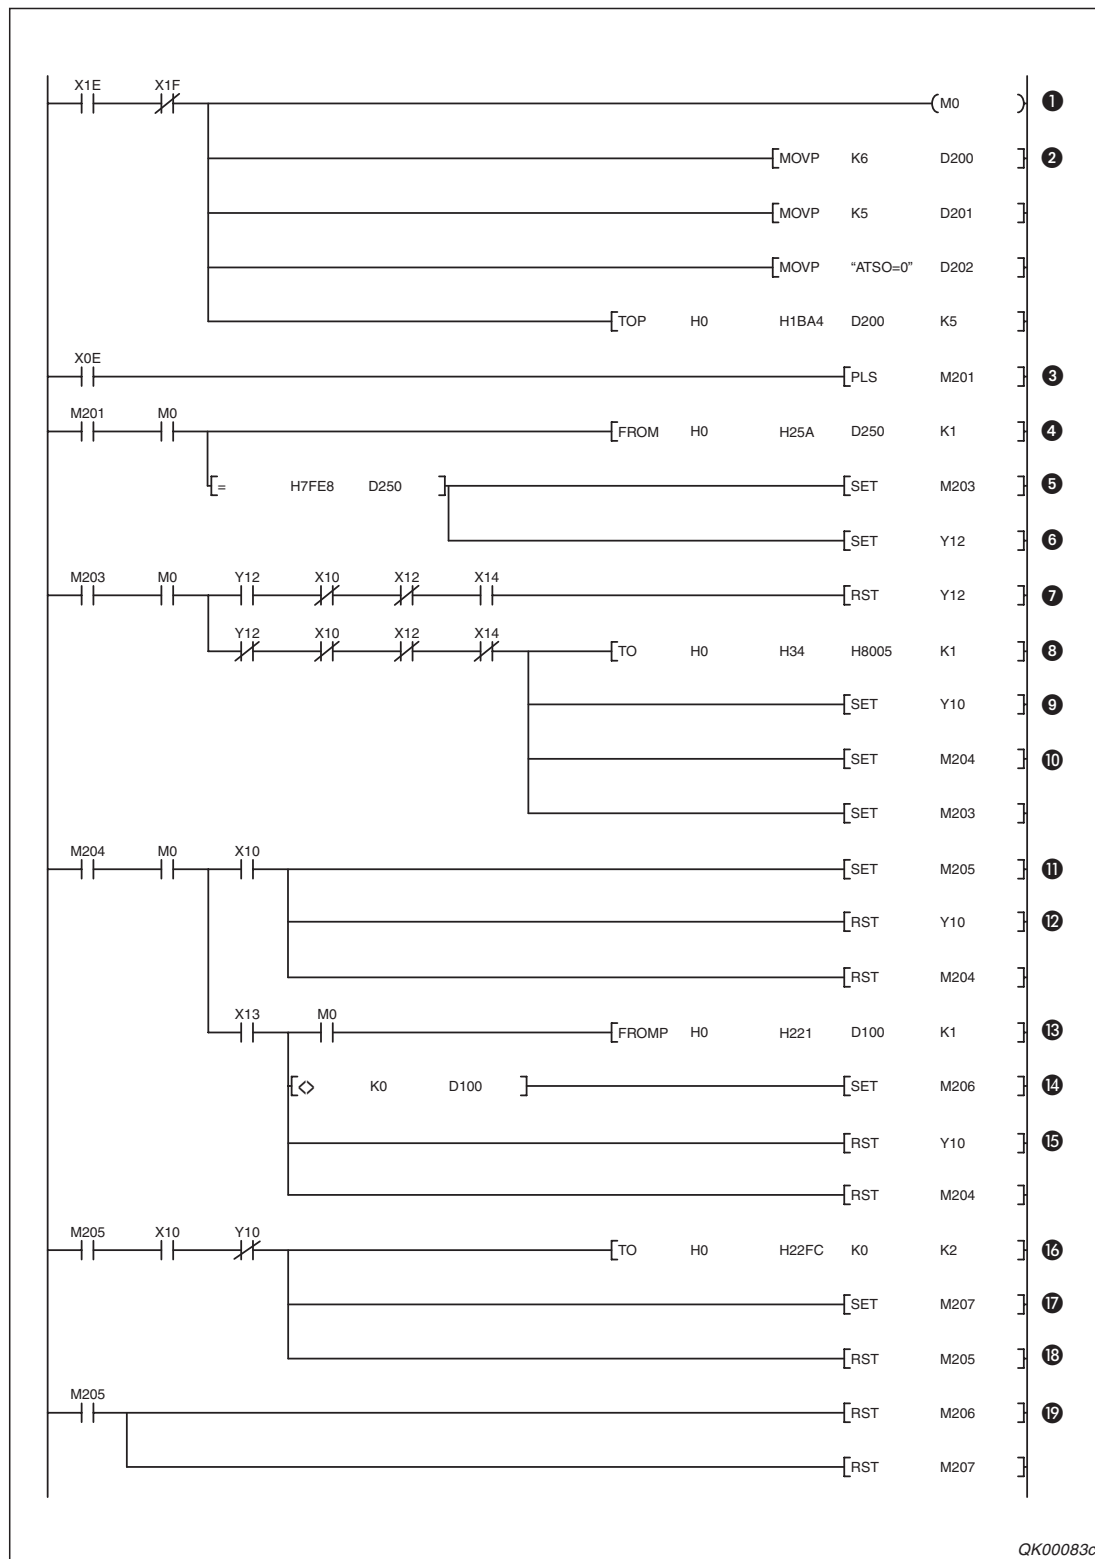 X1E X1F
M0 ❶
MOVP K6 D200 ❷
MOVP K5 D201
MOVP “ATSO=0” D202
TOP H0 H1BA4 D200 K5
X0E
PLS M201 ❸
M201 M0
FROM H0 H25A D250 K1 ❹
= H7FE8 D250 SET M203 ❺
SET Y12 ❻
M203 M0 Y12 X10 X12 X14
RST Y12 ❼
Y12 X10 X12 X14
TO H0 H34 H8005 K1 ❽
SET Y10 ❾
SET M204 ❿
SET M203
M204 M0 X10
SET M205 ⓫
RST Y10 ⓬
RST M204
X13 M0
FROMP H0 H221 D100 K1 ⓭
<> K0 D100 SET M206 ⓮
RST Y10 ⓯
RST M204
M205 X10 Y10
TO H0 H22FC K0 K2 ⓰
SET M207 ⓱
RST M205 ⓲
M205
RST M206 ⓳
RST M207
QK00083c